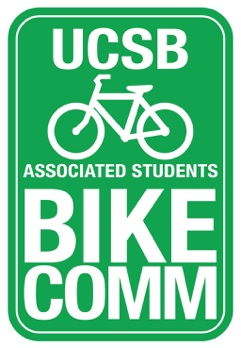 UCSB
ASSOCIATED STUDENTS
BIKE
COMM